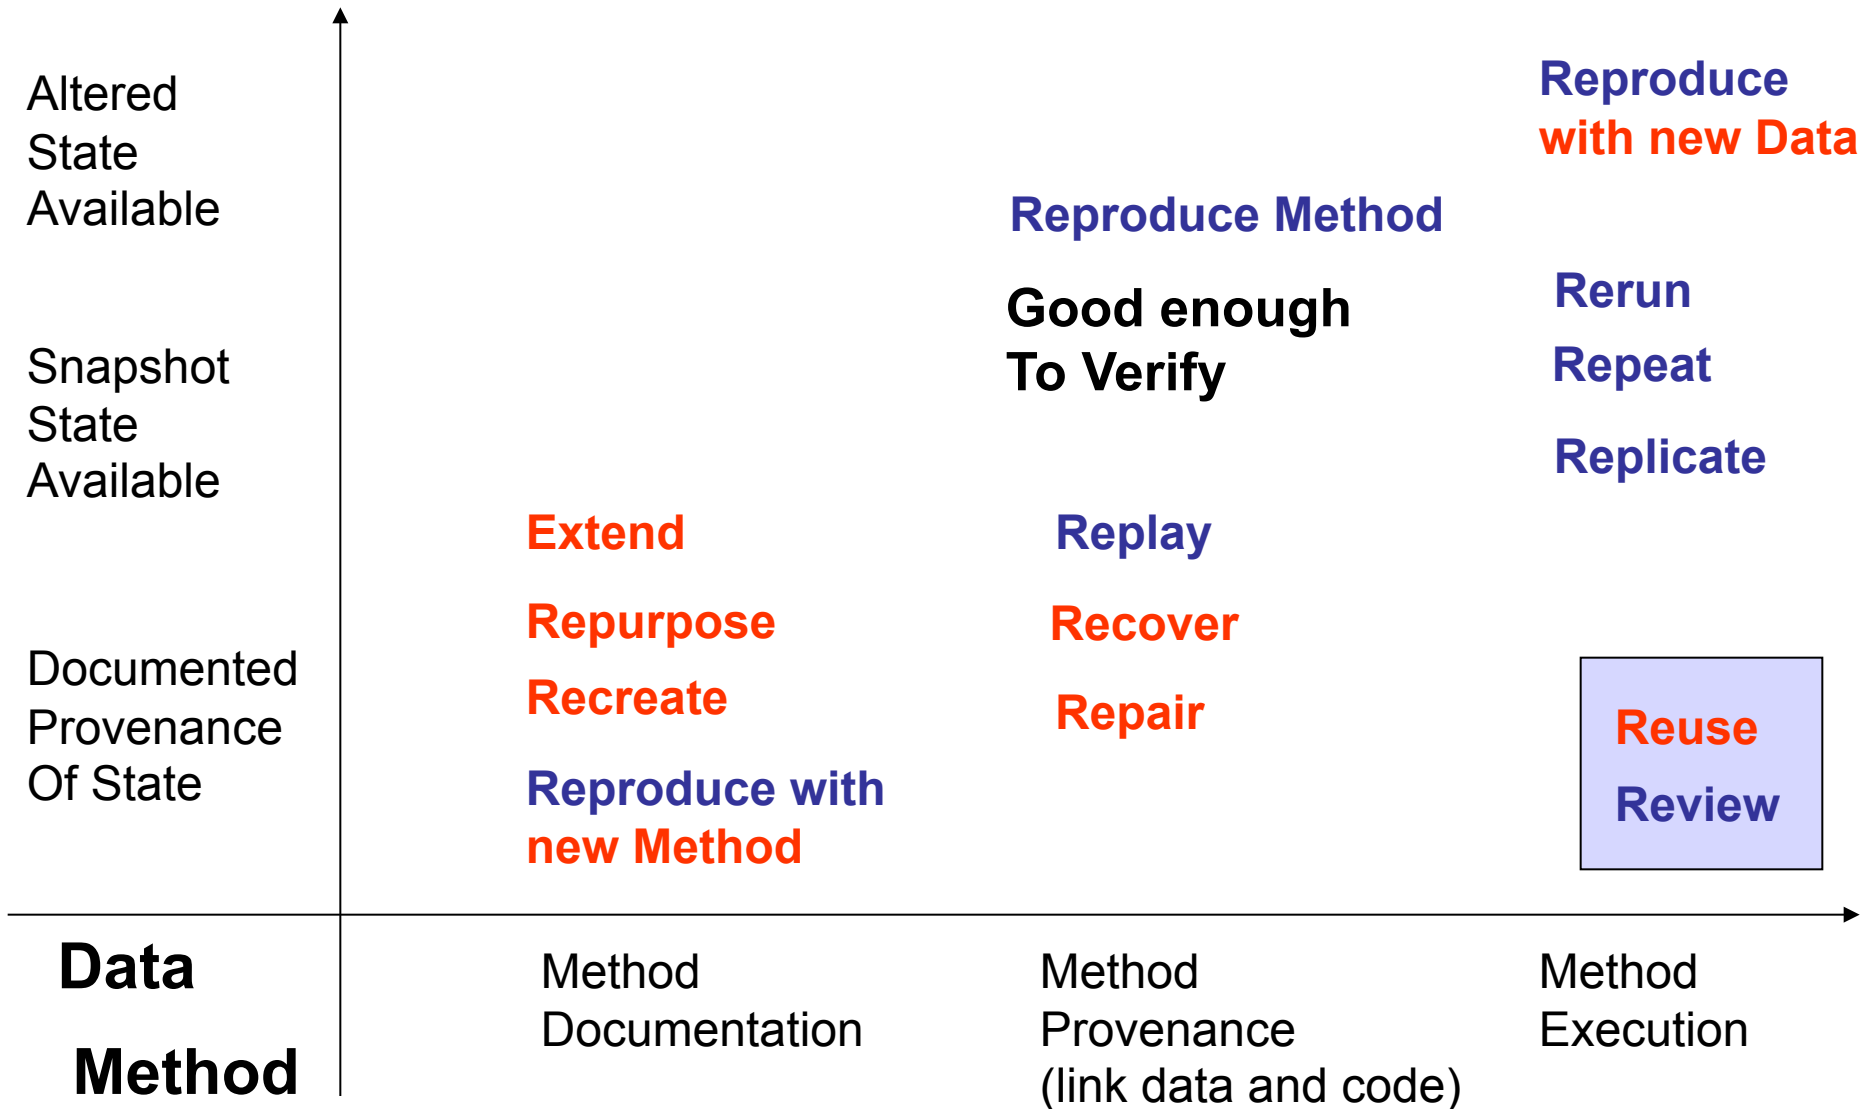 Altered
State
Available
Snapshot
State
Available
Documented
Provenance
Of State
Extend
Repurpose
Recreate
Reproduce with
new Method
Reproduce Method
Good enough
To Verify
Replay
Recover
Repair
Reproduce
with new Data
Rerun
Repeat
Replicate
Reuse
Review
Data
Method
Method
Documentation
Method
Provenance
(link data and code)
Method
Execution